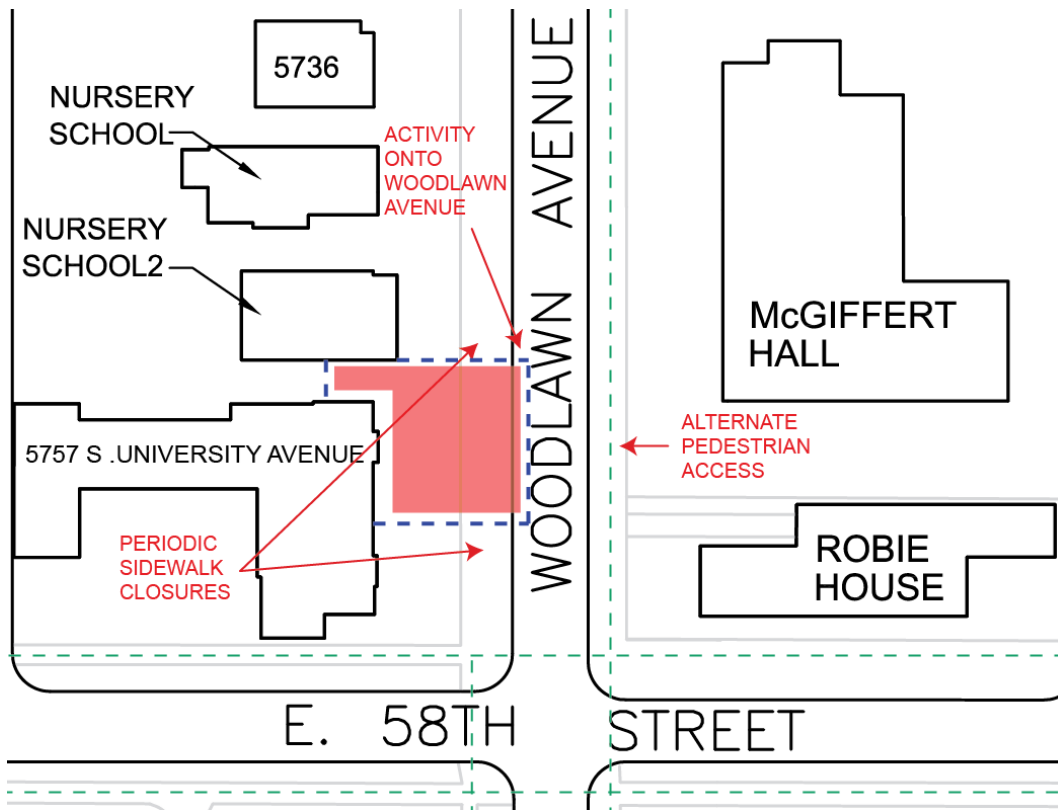 5736
NURSERY
SCHOOL
ACTIVITY
ONTO
WOODLAWN
AVENUE
NURSERY
SCHOOL2
WOODLAWN AVENUE
McGIFFERT
HALL
5757 S .UNIVERSITY AVENUE
ALTERNATE
PEDESTRIAN
ACCESS
PERIODIC
SIDEWALK
CLOSURES
ROBIE
HOUSE
E. 58TH STREET